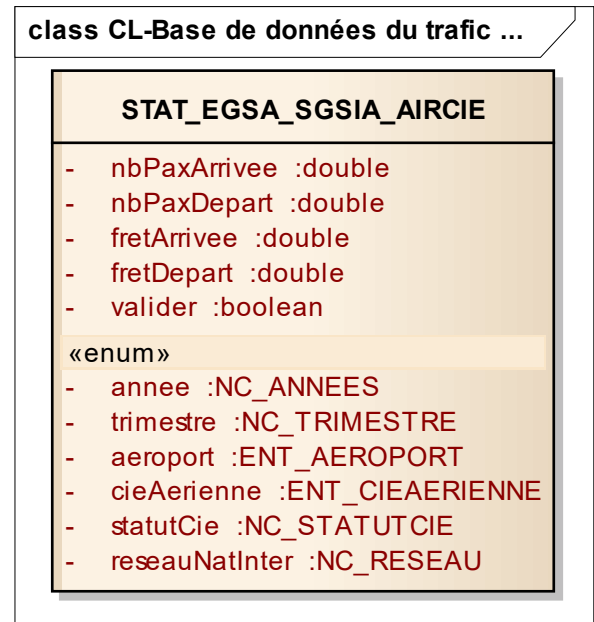 class CL-Base de données du trafic ...
STAT_EGSA_SGSIA_AIRCIE
- nbPaxArrivee :double
- nbPaxDepart :double
- fretArrivee :double
- fretDepart :double
- valider :boolean
«enum»
- annee :NC_ANNEES
- trimestre :NC_TRIMESTRE
- aeroport :ENT_AEROPORT
- cieAerienne :ENT_CIEAERIENNE
- statutCie :NC_STATUTCIE
- reseauNatInter :NC_RESEAU